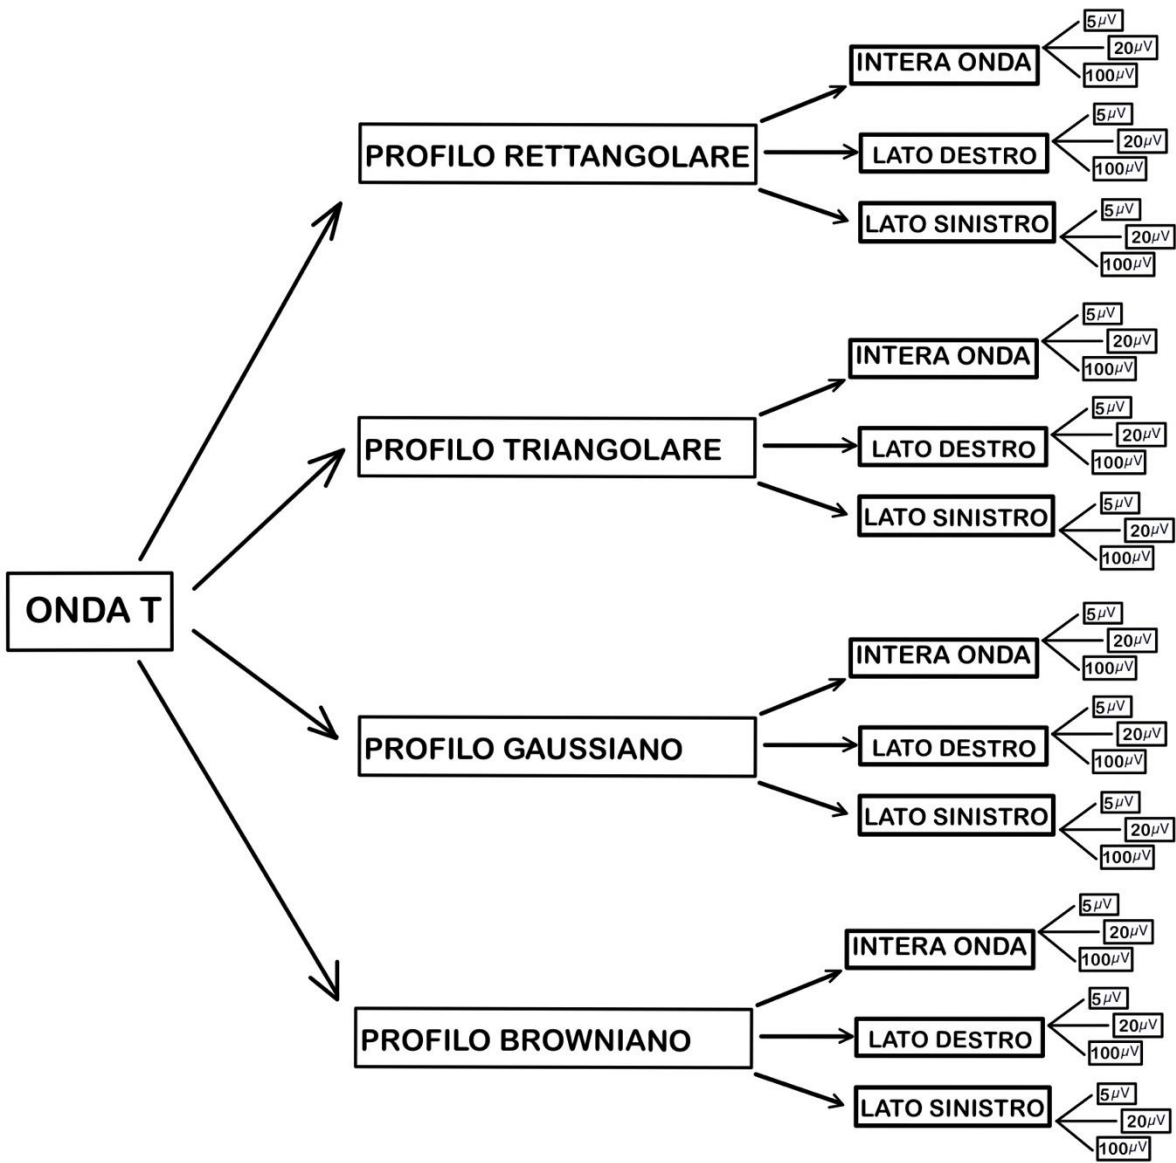 ONDA T
PROFILO RETTANGOLARE
INTERA ONDA
5μV
20μV
100μV
LATO DESTRO
5μV
20μV
100μV
LATO SINISTRO
5μV
20μV
100μV
PROFILO TRIANGOLARE
INTERA ONDA
5μV
20μV
100μV
LATO DESTRO
5μV
20μV
100μV
LATO SINISTRO
5μV
20μV
100μV
PROFILO GAUSSIANO
INTERA ONDA
5μV
20μV
100μV
LATO DESTRO
5μV
20μV
100μV
LATO SINISTRO
5μV
20μV
100μV
PROFILO BROWNIANO
INTERA ONDA
5μV
20μV
100μV
LATO DESTRO
5μV
20μV
100μV
LATO SINISTRO
5μV
20μV
100μV